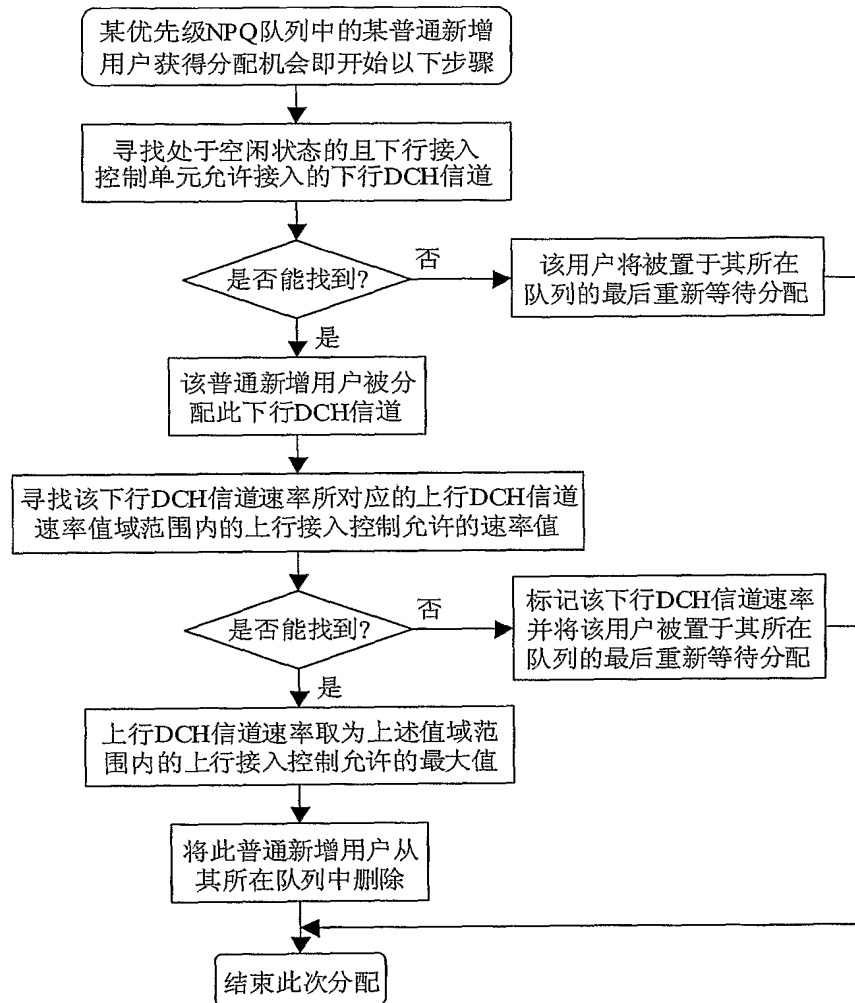 某优先级NPQ队列中的某普通新增
用户获得分配机会即开始以下步骤
寻找处于空闲状态的且下行接入
控制单元允许接入的下行DCH信道
是否能找到?
否
该用户将被置于其所在
队列的最后重新等待分配
是
该普通新增用户被分
配此下行DCH信道
寻找该下行DCH信道速率所对应的上行DCH信道
速率值域范围内的上行接入控制允许的速率值
是否能找到?
否
标记该下行DCH信道速率
并将该用户被置于其所在
队列的最后重新等待分配
是
上行DCH信道速率取为上述值域范
围内的上行接入控制允许的最大值
将此普通新增用户从
其所在队列中删除
结束此次分配